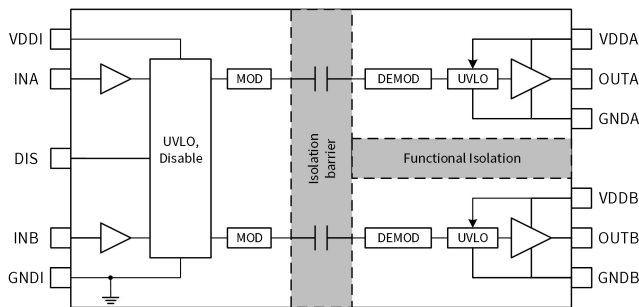 VDDI
INA
DIS
INB
GNDI
UVLO,
Disable
MOD
MOD
Isolation
barrier
DEMOD
UVLO
Functional Isolation
DEMOD
UVLO
VDDA
OUTA
GNDA
VDDB
OUTB
GNDB